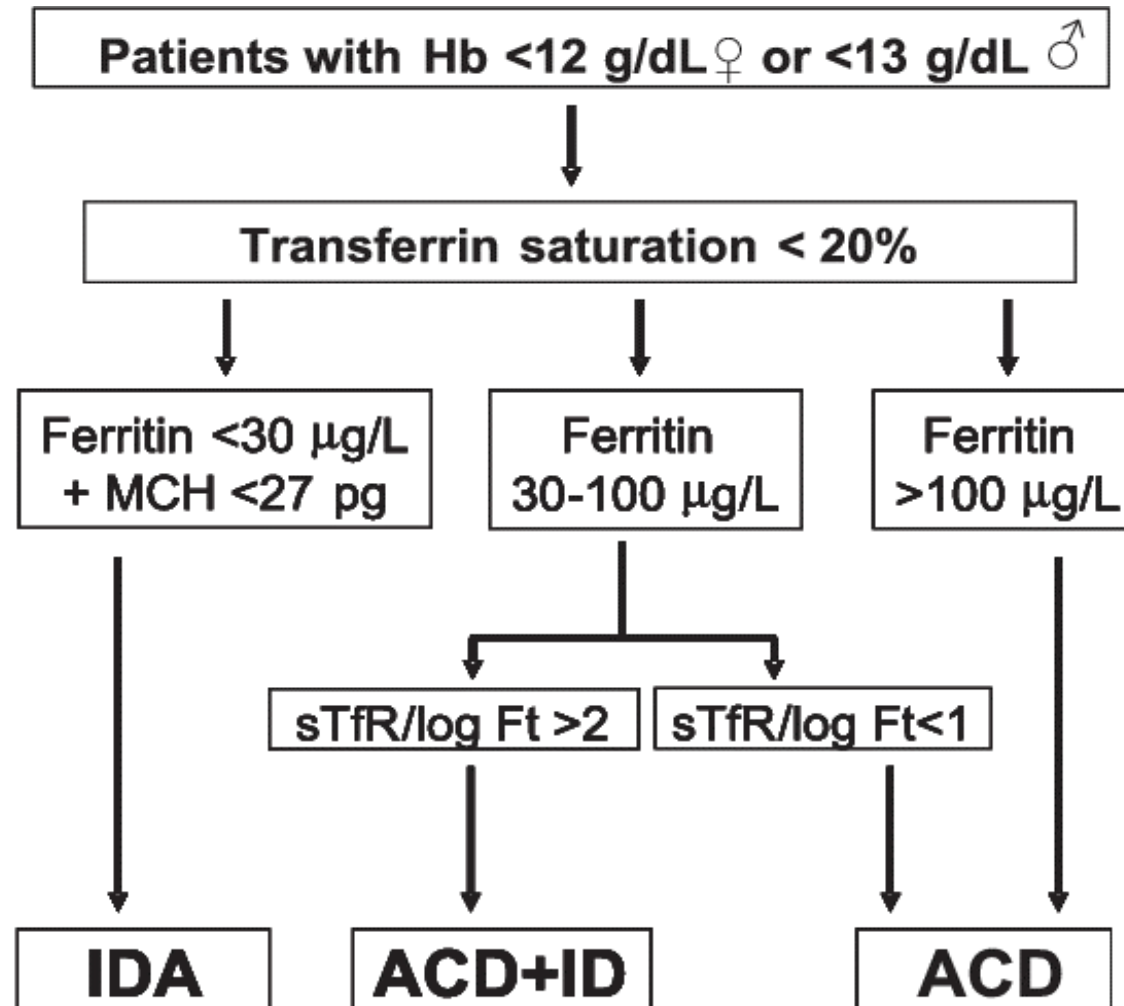 Patients with Hb <12 g/dL♀ or <13 g/dL ♂
Transferrin saturation < 20%
Ferritin <30 µg/L
+ MCH <27 pg
Ferritin
30-100 µg/L
Ferritin
>100 µg/L
sTfR/log Ft >2
sTfR/log Ft<1
IDA
ACD+ID
ACD